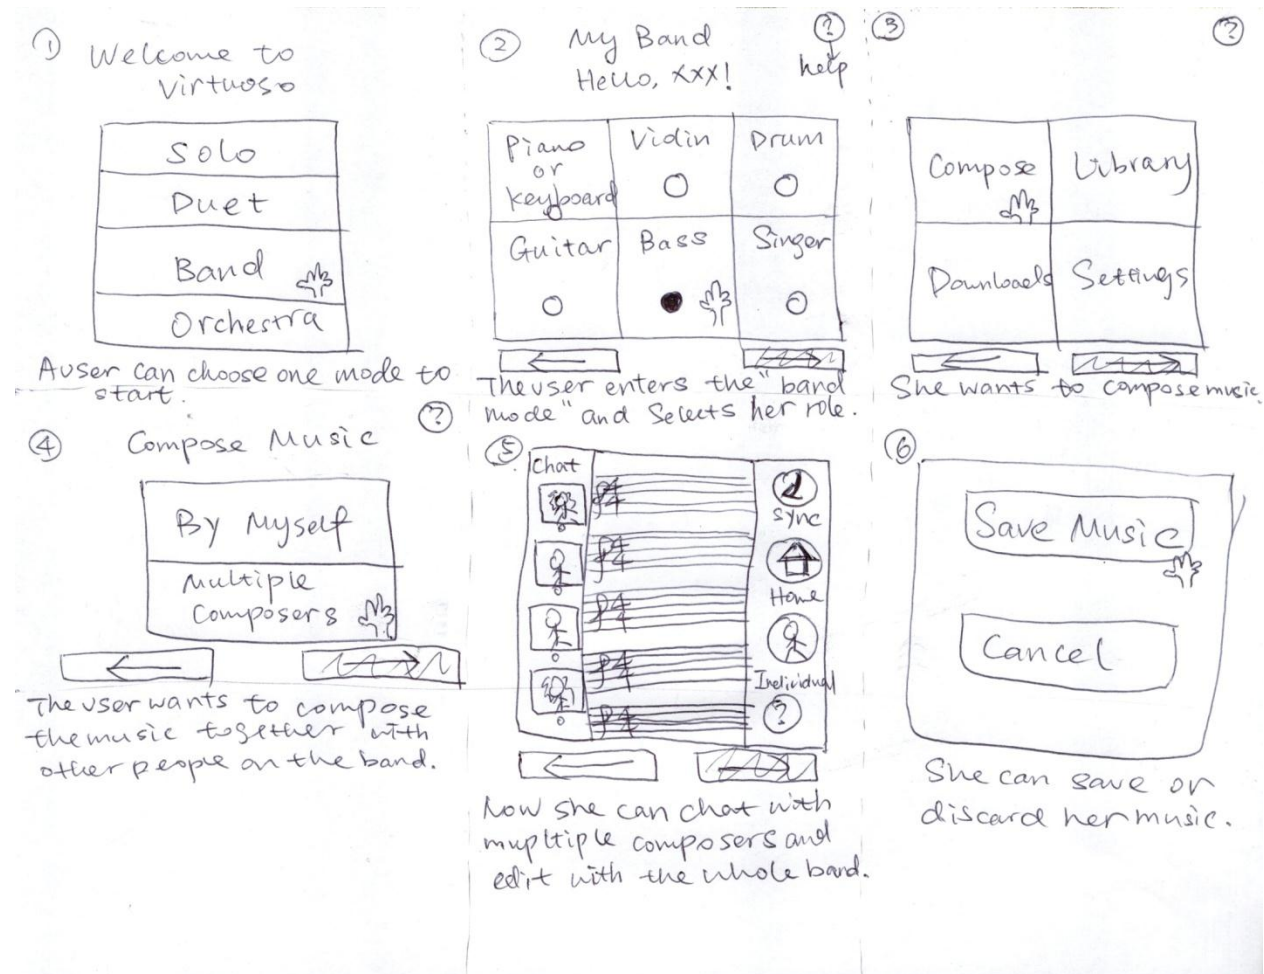 ①
Welcome to
Virtuoso
Solo
Duet
Band
Orchestra
A user can choose one mode to
start.
②
My Band
Hello, XXX!
?
help
Piano
or
Keyboard
Violin
Drum
Guitar
Bass
Singer
The user enters the "band
mode" and selects her role.
③
?
Compose
Library
Downloads
Settings
She wants to compose music.
④
?
Compose Music
By Myself
Multiple
Composers
The user wants to compose
the music together with
other people on the band.
⑤
Chat
Sync
Home
Individual
?
Now she can chat with
mupltiple composers and
edit with the whole band.
⑥
Save Music
Cancel
She can save or
discard her music.